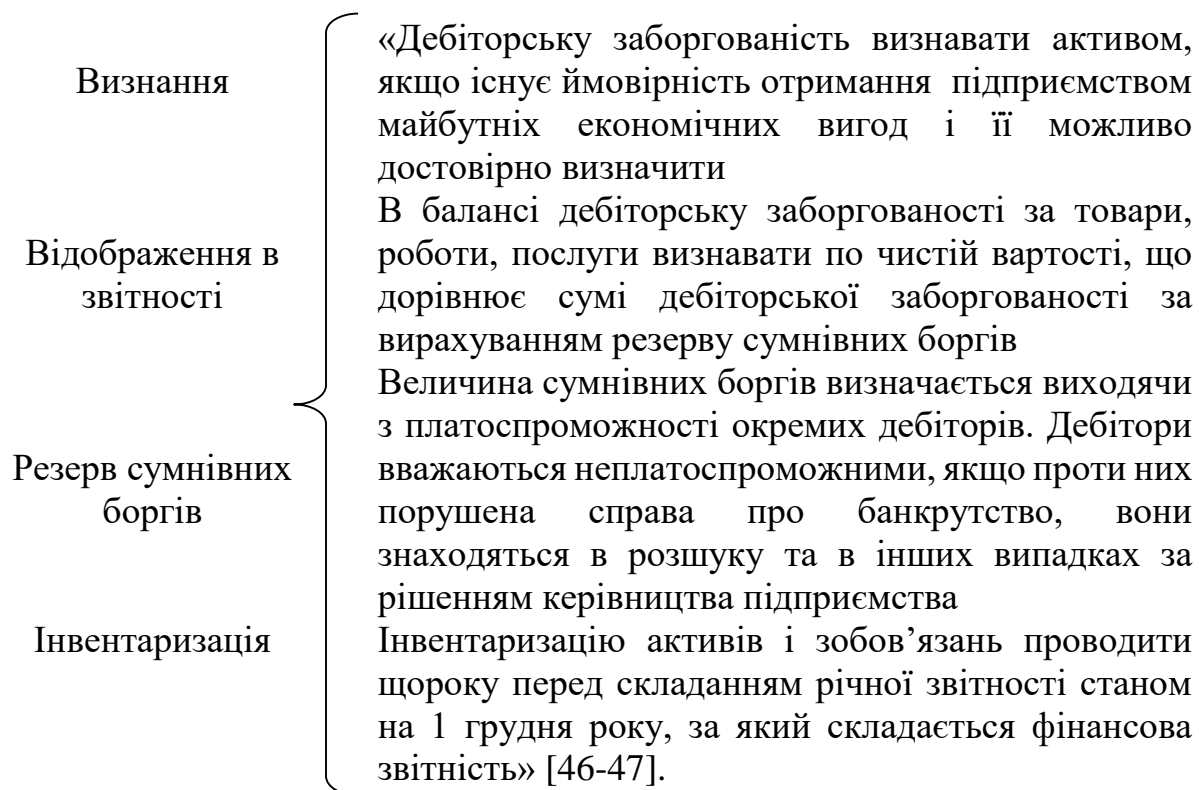 Визнання
«Дебіторську заборгованість визнавати активом,
якщо існує ймовірність отримання підприємством
майбутніх економічних вигод і її можливо
достовірно визначити
Відображення в
звітності
В балансі дебіторську заборгованості за товари,
роботи, послуги визнавати по чистій вартості, що
дорівнює сумі дебіторської заборгованості за
вирахуванням резерву сумнівних боргів
Резерв сумнівних
боргів
Величина сумнівних боргів визначається виходячи
з платоспроможності окремих дебіторів. Дебітори
вважаються неплатоспроможними, якщо проти них
порушена справа про банкрутство, вони
знаходяться в розшуку та в інших випадках за
рішенням керівництва підприємства
Інвентаризація
Інвентаризацію активів і зобов’язань проводити
щороку перед складанням річної звітності станом
на 1 грудня року, за який складається фінансова
звітність» [46-47].